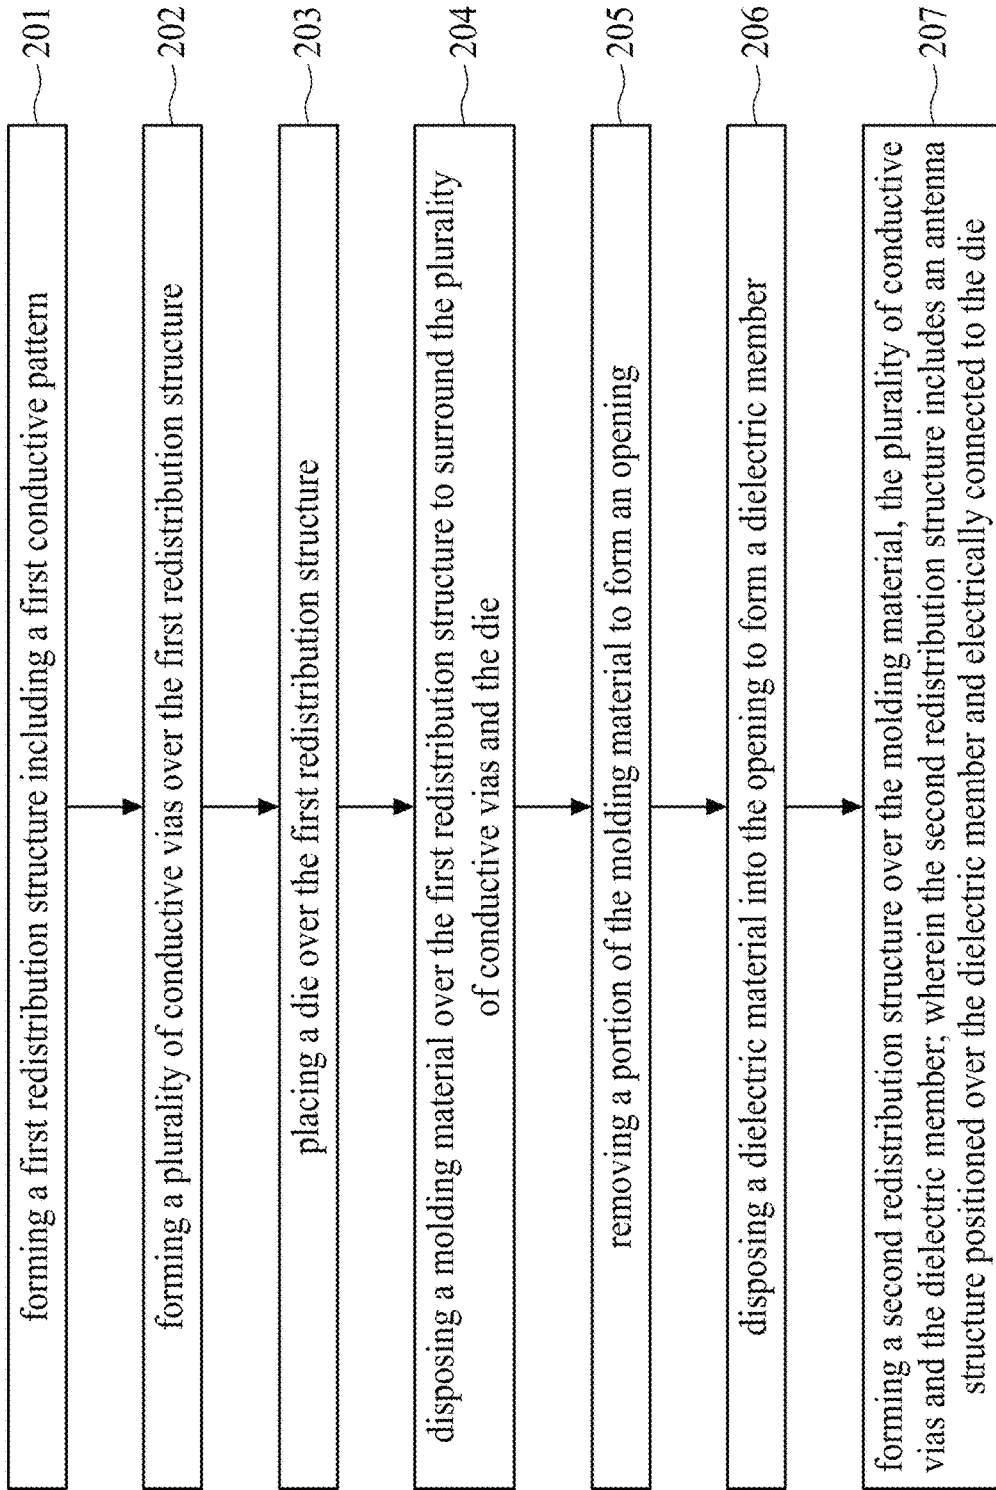 forming a first redistribution structure including a first conductive pattern
201
forming a plurality of conductive vias over the first redistribution structure
202
placing a die over the first redistribution structure
203
disposing a molding material over the first redistribution structure to surround the plurality
of conductive vias and the die
204
removing a portion of the molding material to form an opening
205
disposing a dielectric material into the opening to form a dielectric member
206
forming a second redistribution structure over the molding material, the plurality of conductive
vias and the dielectric member; wherein the second redistribution structure includes an antenna
structure positioned over the dielectric member and electrically connected to the die
207